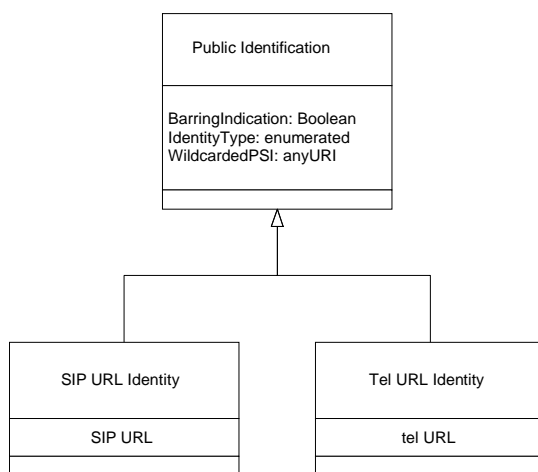 Public Identification
BarringIndication: Boolean
IdentityType: enumerated
WildcardedPSI: anyURI
SIP URL Identity
Tel URL Identity
SIP URL
tel URL